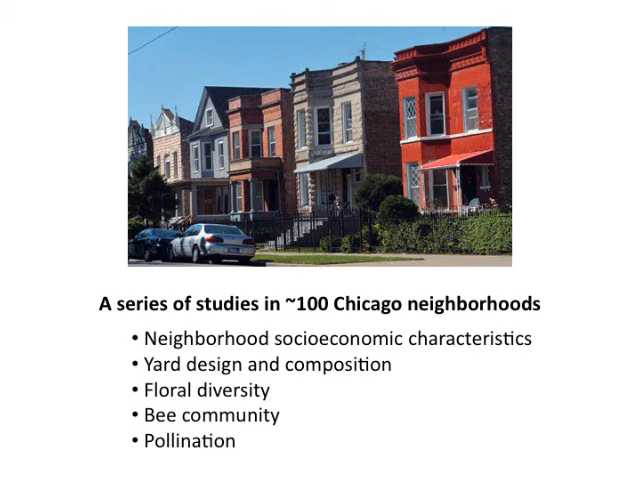 A series of studies in ~100 Chicago neighborhoods
• Neighborhood socioeconomic characteristics
• Yard design and composition
• Floral diversity
• Bee community
• Pollination